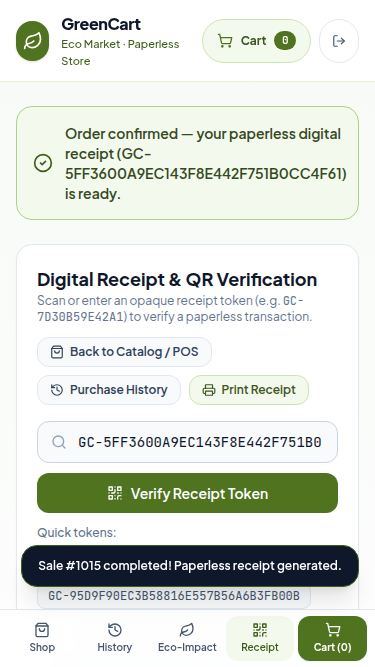 GreenCart
Eco Market · Paperless
Store
Cart 0
Order confirmed — your paperless digital
receipt (GC-
5FF3600A9EC143F8E442F751B0CC4F61)
is ready.
Digital Receipt & QR Verification
Scan or enter an opaque receipt token (e.g. GC-
7D30B59E42A1) to verify a paperless transaction.
Back to Catalog / POS
Purchase History
Print Receipt
GC-5FF3600A9EC143F8E442F751B0
Verify Receipt Token
Quick tokens:
Sale #1015 completed! Paperless receipt generated.
GC-95D9F90EC3B58816E557B56A6B3FB00B
Shop
History
Eco-Impact
Receipt
Cart (0)